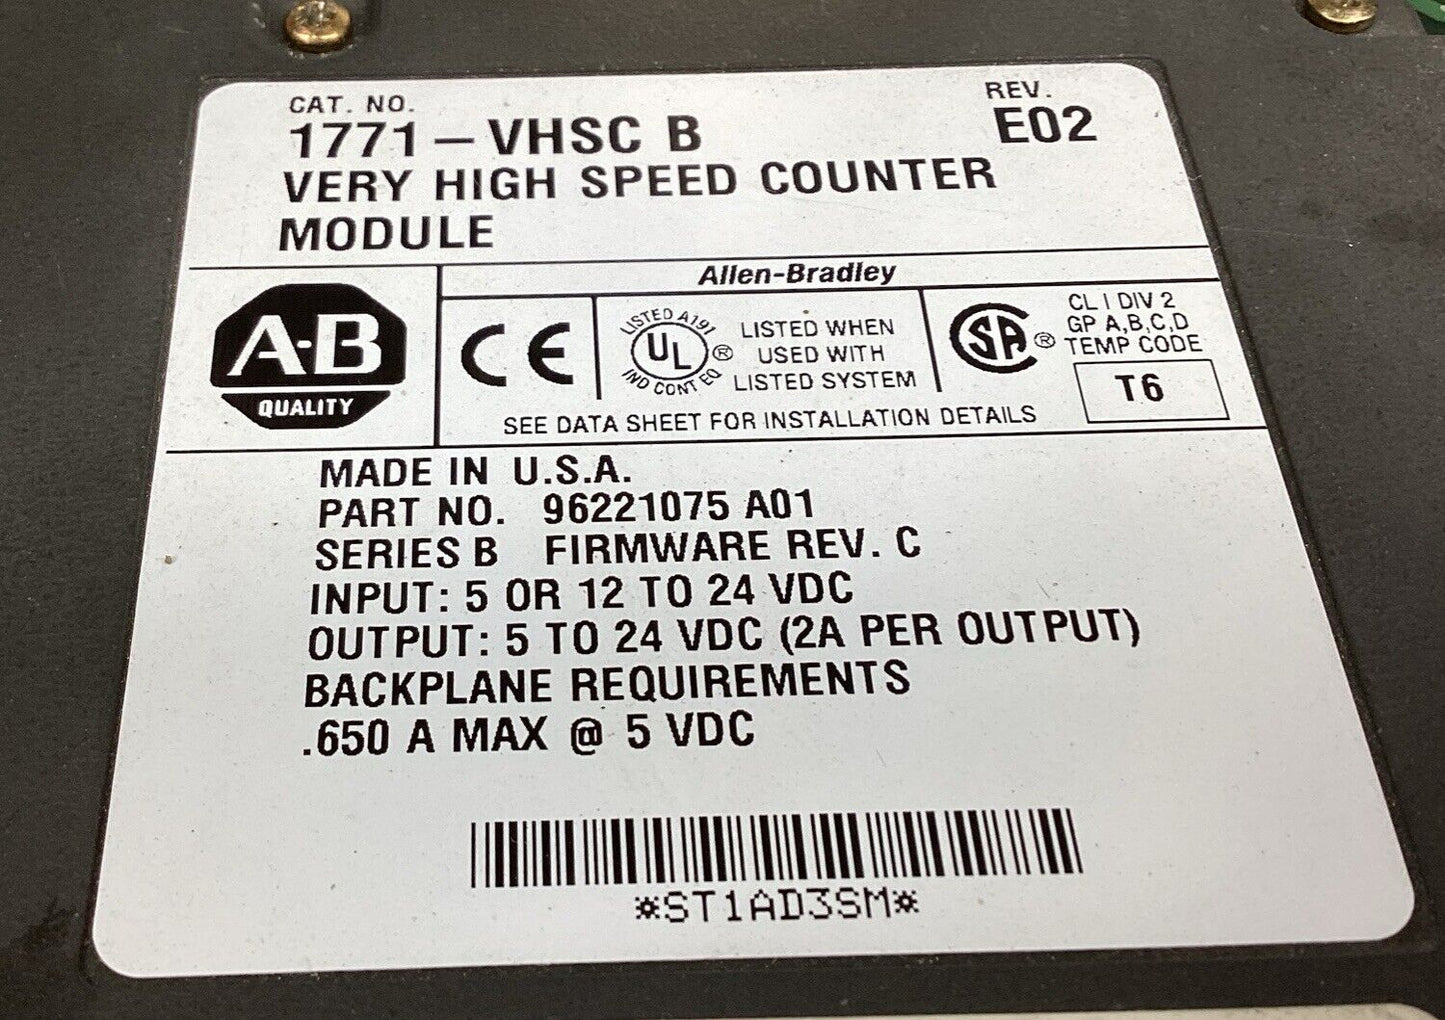 CAT. NO.
1771-VHSC B
REV.
E02
VERY HIGH SPEED COUNTER
MODULE
Allen-Bradley
A-B
QUALITY
CE
LISTED A191
UL ®
IND CONT EQ
LISTED WHEN
USED WITH
LISTED SYSTEM
SA ®
CL I DIV 2
GP A,B,C,D
TEMP CODE
T6
SEE DATA SHEET FOR INSTALLATION DETAILS
MADE IN U.S.A.
PART NO. 96221075 A01
SERIES B FIRMWARE REV. C
INPUT: 5 OR 12 TO 24 VDC
OUTPUT: 5 TO 24 VDC (2A PER OUTPUT)
BACKPLANE REQUIREMENTS
.650 A MAX @ 5 VDC
*ST1AD3SM*